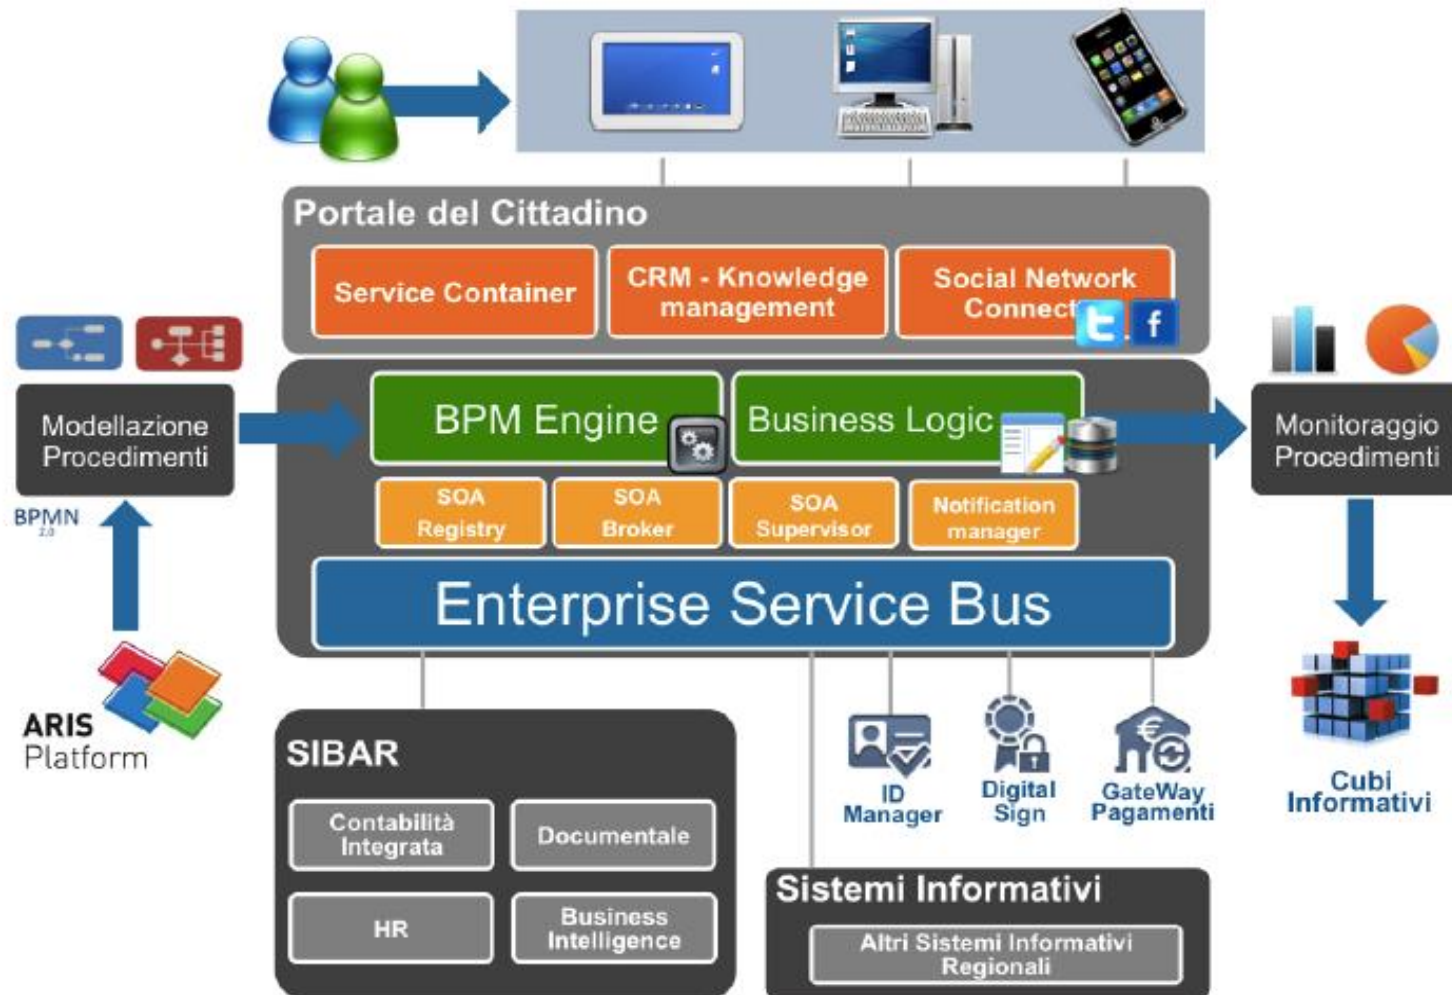 Portale del Cittadino
Service Container
CRM - Knowledge
management
Social Network
Connect
Modellazione
Procedimenti
BPMN
2.0
ARIS
Platform
BPM Engine
Business Logic
SOA
Registry
SOA
Broker
SOA
Supervisor
Notification
manager
Enterprise Service Bus
Monitoraggio
Procedimenti
Cubi
Informativi
SIBAR
Contabilità
Integrata
Documentale
HR
Business
Intelligence
ID
Manager
Digital
Sign
GateWay
Pagamenti
Sistemi Informativi
Altri Sistemi Informativi
Regionali